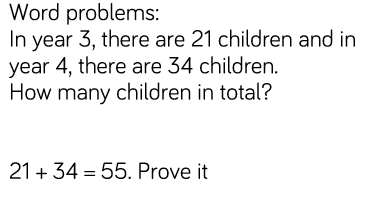 Word problems:
In year 3, there are 21 children and in
year 4, there are 34 children.
How many children in total?
21 + 34 = 55. Prove it